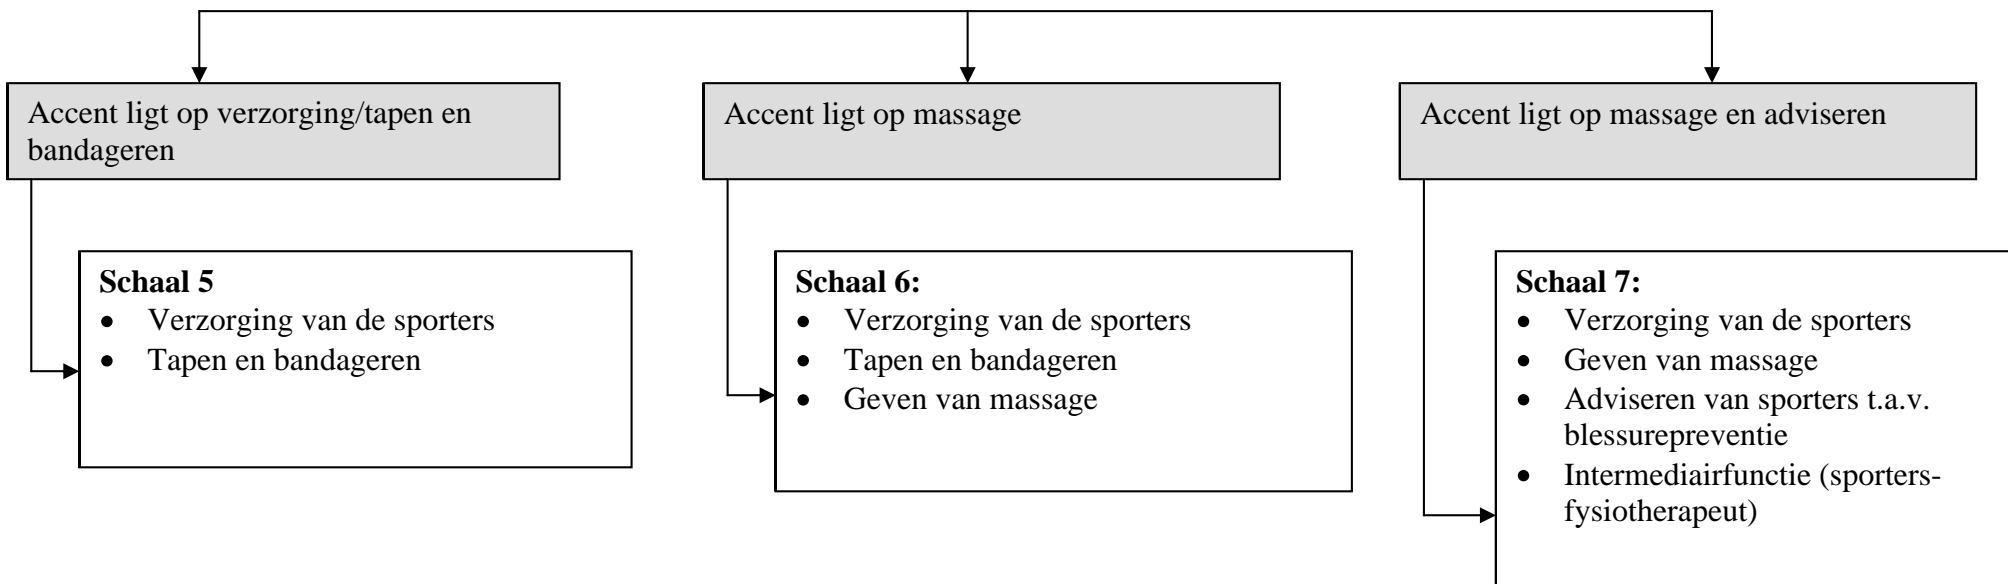 Accent ligt op verzorging/tapen en
bandageren
Accent ligt op massage
Accent ligt op massage en adviseren
Schaal 5
• Verzorging van de sporters
• Tapen en bandageren
Schaal 6:
• Verzorging van de sporters
• Tapen en bandageren
• Geven van massage
Schaal 7:
• Verzorging van de sporters
• Geven van massage
• Adviseren van sporters t.a.v.
blessurepreventie
• Intermediairfunctie (sporters-
fysiotherapeut)